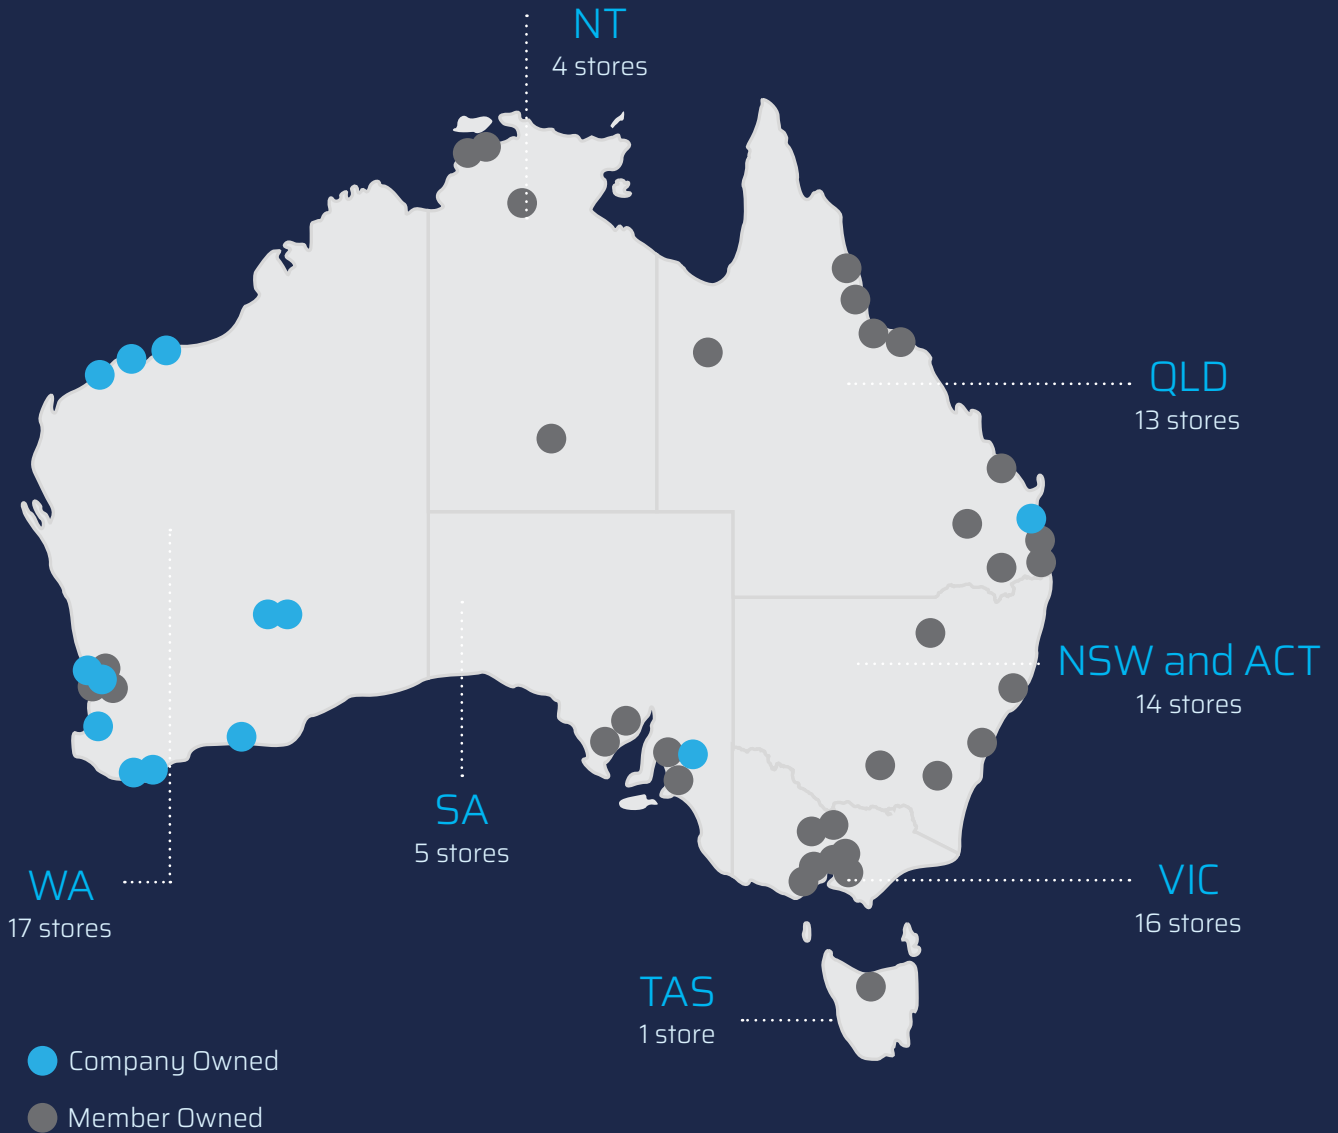 NT
4 stores
QLD
13 stores
NSW and ACT
14 stores
SA
5 stores
WA
17 stores
VIC
16 stores
TAS
1 store
Company Owned
Member Owned